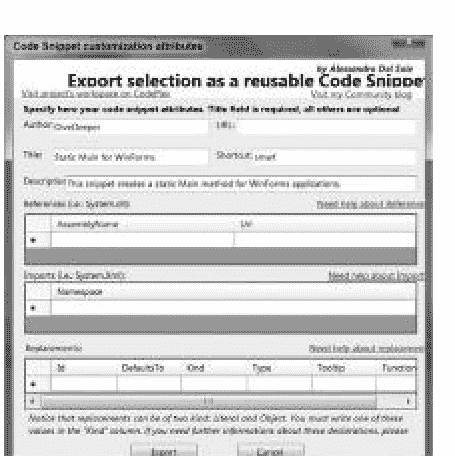 Code Snippet customization attributes
by Alessandro Del Sole
Export selection as a reusable Code Snippet
Visit project's workspace on CodePlex Visit my Community blog
Specify here your code snippet attributes. Title field is required, all others are optional
Author: URL:
Title: Static Main for WinForms Shortcut: smwf
Description: This snippet creates a static Main method for WinForms applications.
References (i.e.: System.dll): Need help about Reference
AssemblyName Url
Imports (i.e.: System.Xml): Need help about Import
Namespace
Replacements: Need help about replacement
Id DefaultsTo Kind Type Tooltip Function
Notice that replacements can be of two kind: Literal and Object. You must write one of these
values in the "Kind" column. If you need further informations about these declarations, please
Export Cancel